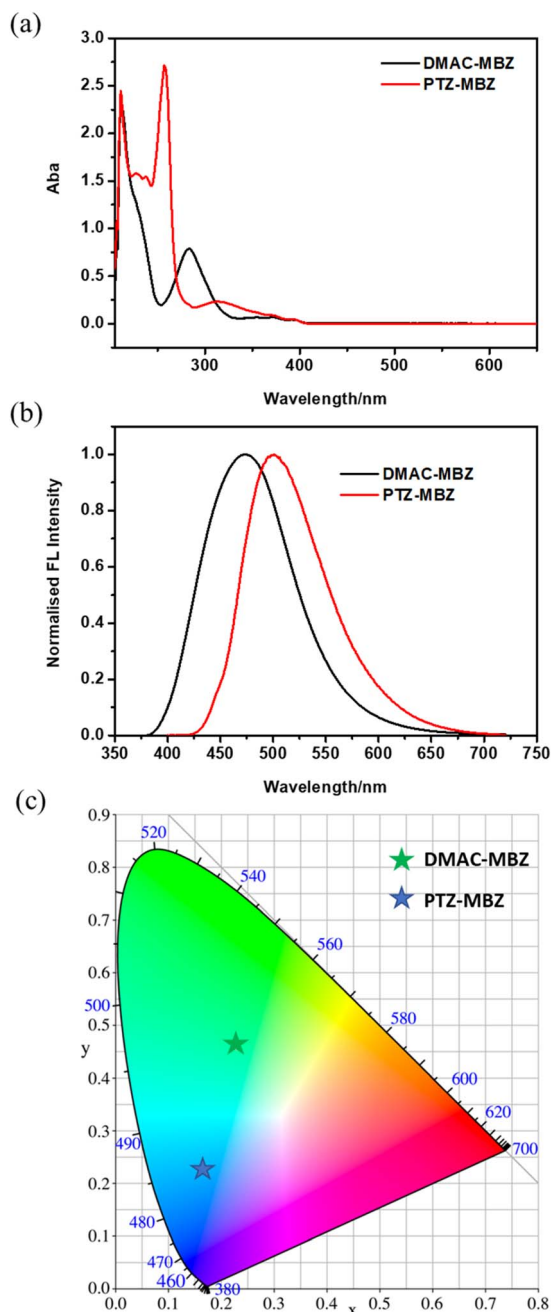 (a)
3.0
2.5
2.0
1.5
1.0
0.5
0.0
Aba
DMAC-MBZ
PTZ-MBZ
300 400 500 600
Wavelength/nm
(b)
1.0
0.8
0.6
0.4
0.2
0.0
Normalised FL Intensity
DMAC-MBZ
PTZ-MBZ
350 400 450 500 550 600 650 700 750
Wavelength/nm
(c)
0.9
0.8
0.7
0.6
0.5
y
0.4
0.3
0.2
0.1
0.0
520
540
560
580
600
620
700
500
490
480
470
460
380
DMAC-MBZ
PTZ-MBZ
0.0 0.1 0.2 0.3 0.4 0.5 0.6 0.7 0.8
x